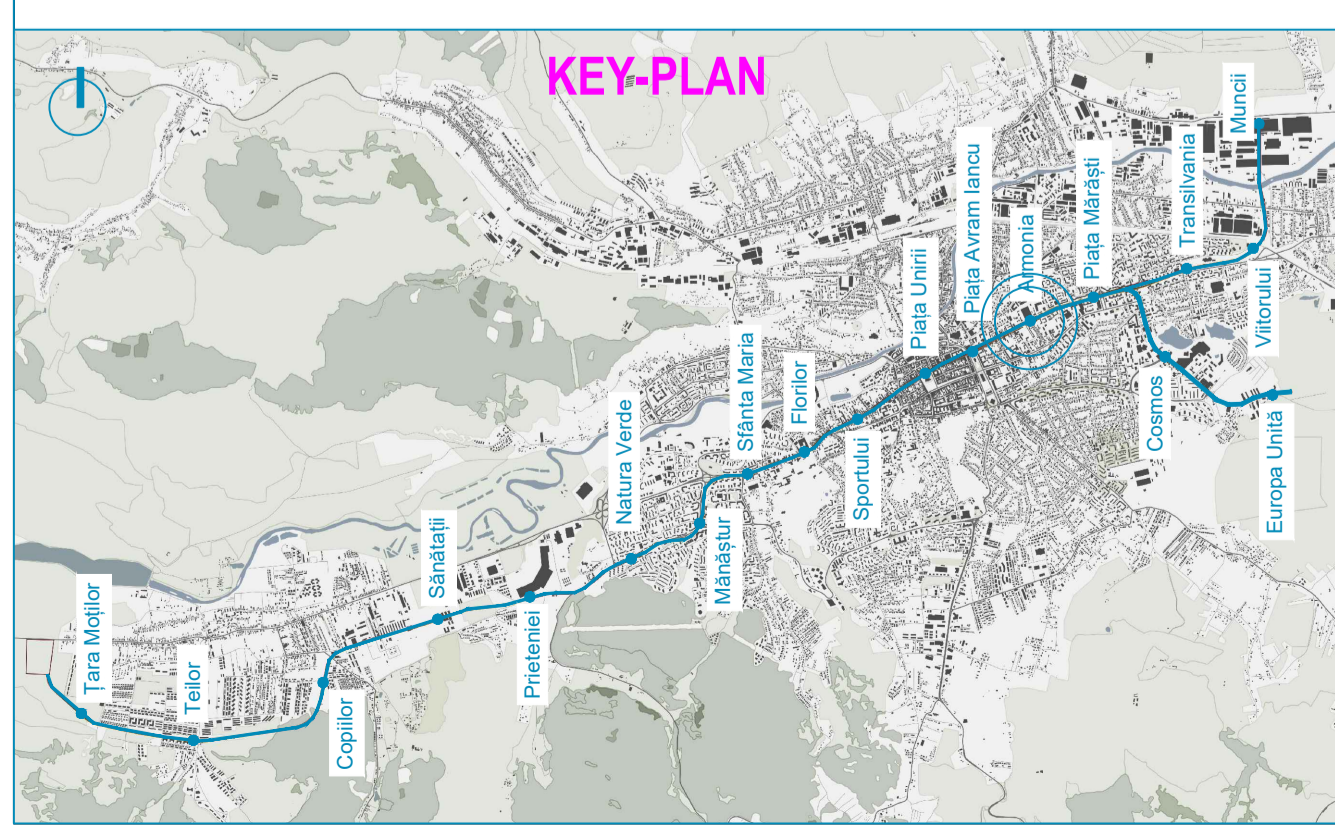 KEY-PLAN
Țara Moților
Teilor
Copiilor
Sănătății
Prieteniei
Natura Verde
Mănăștur
Sfânta Maria
Florilor
Sportului
Piața Unirii
Piața Avram Iancu
Armonia
Piața Mărăști
Transilvania
Viitorului
Muncii
Cosmos
Europa Unită